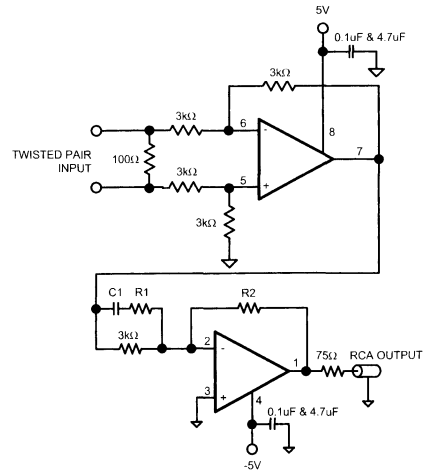 5V
0.1uF & 4.7uF
3kΩ
3kΩ
6
-
8
TWISTED PAIR
INPUT
100Ω
7
3kΩ
5
+
3kΩ
C1
R1
R2
3kΩ
2
-
1
75Ω
RCA OUTPUT
3
+
4
0.1uF & 4.7uF
-5V